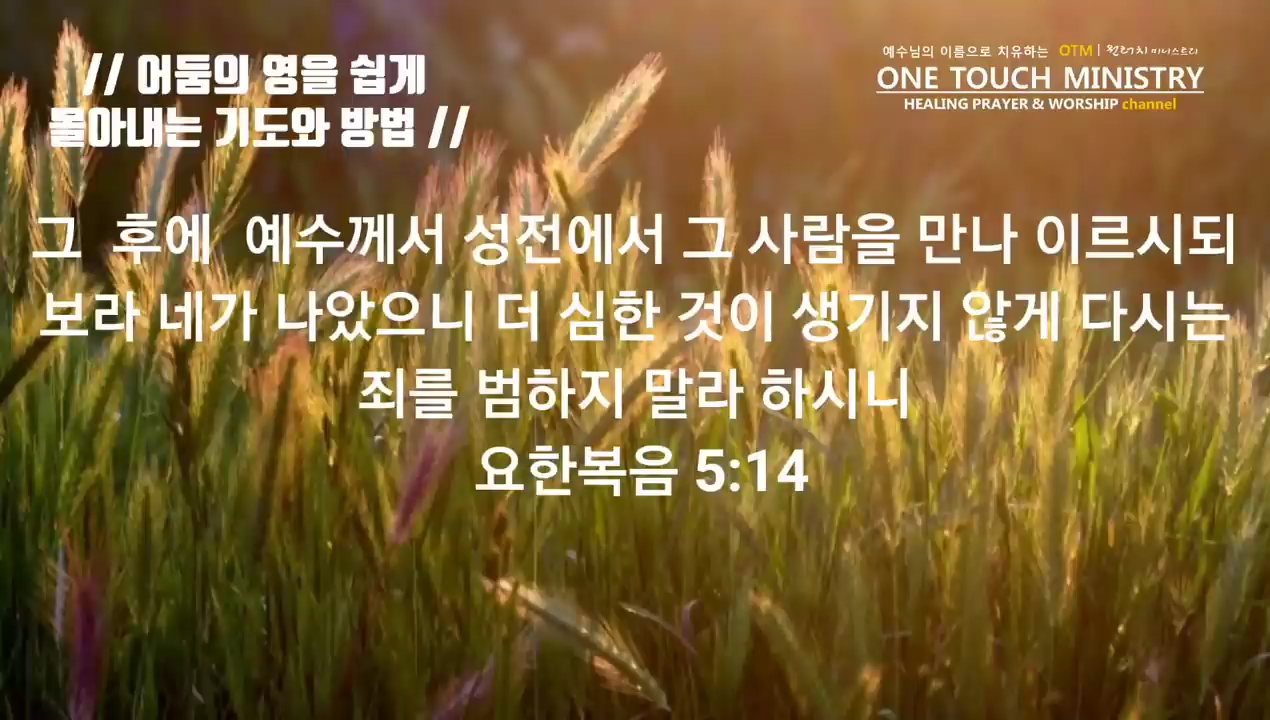 // 어둠의 영을 쉽게
몰아내는 기도와 방법 //
예수님의 이름으로 치유하는 OTM | 원터치 미니스트리
ONE TOUCH MINISTRY
HEALING PRAYER & WORSHIP channel
그 후에 예수께서 성전에서 그 사람을 만나 이르시되
보라 네가 나았으니 더 심한 것이 생기지 않게 다시는
죄를 범하지 말라 하시니
요한복음 5:14